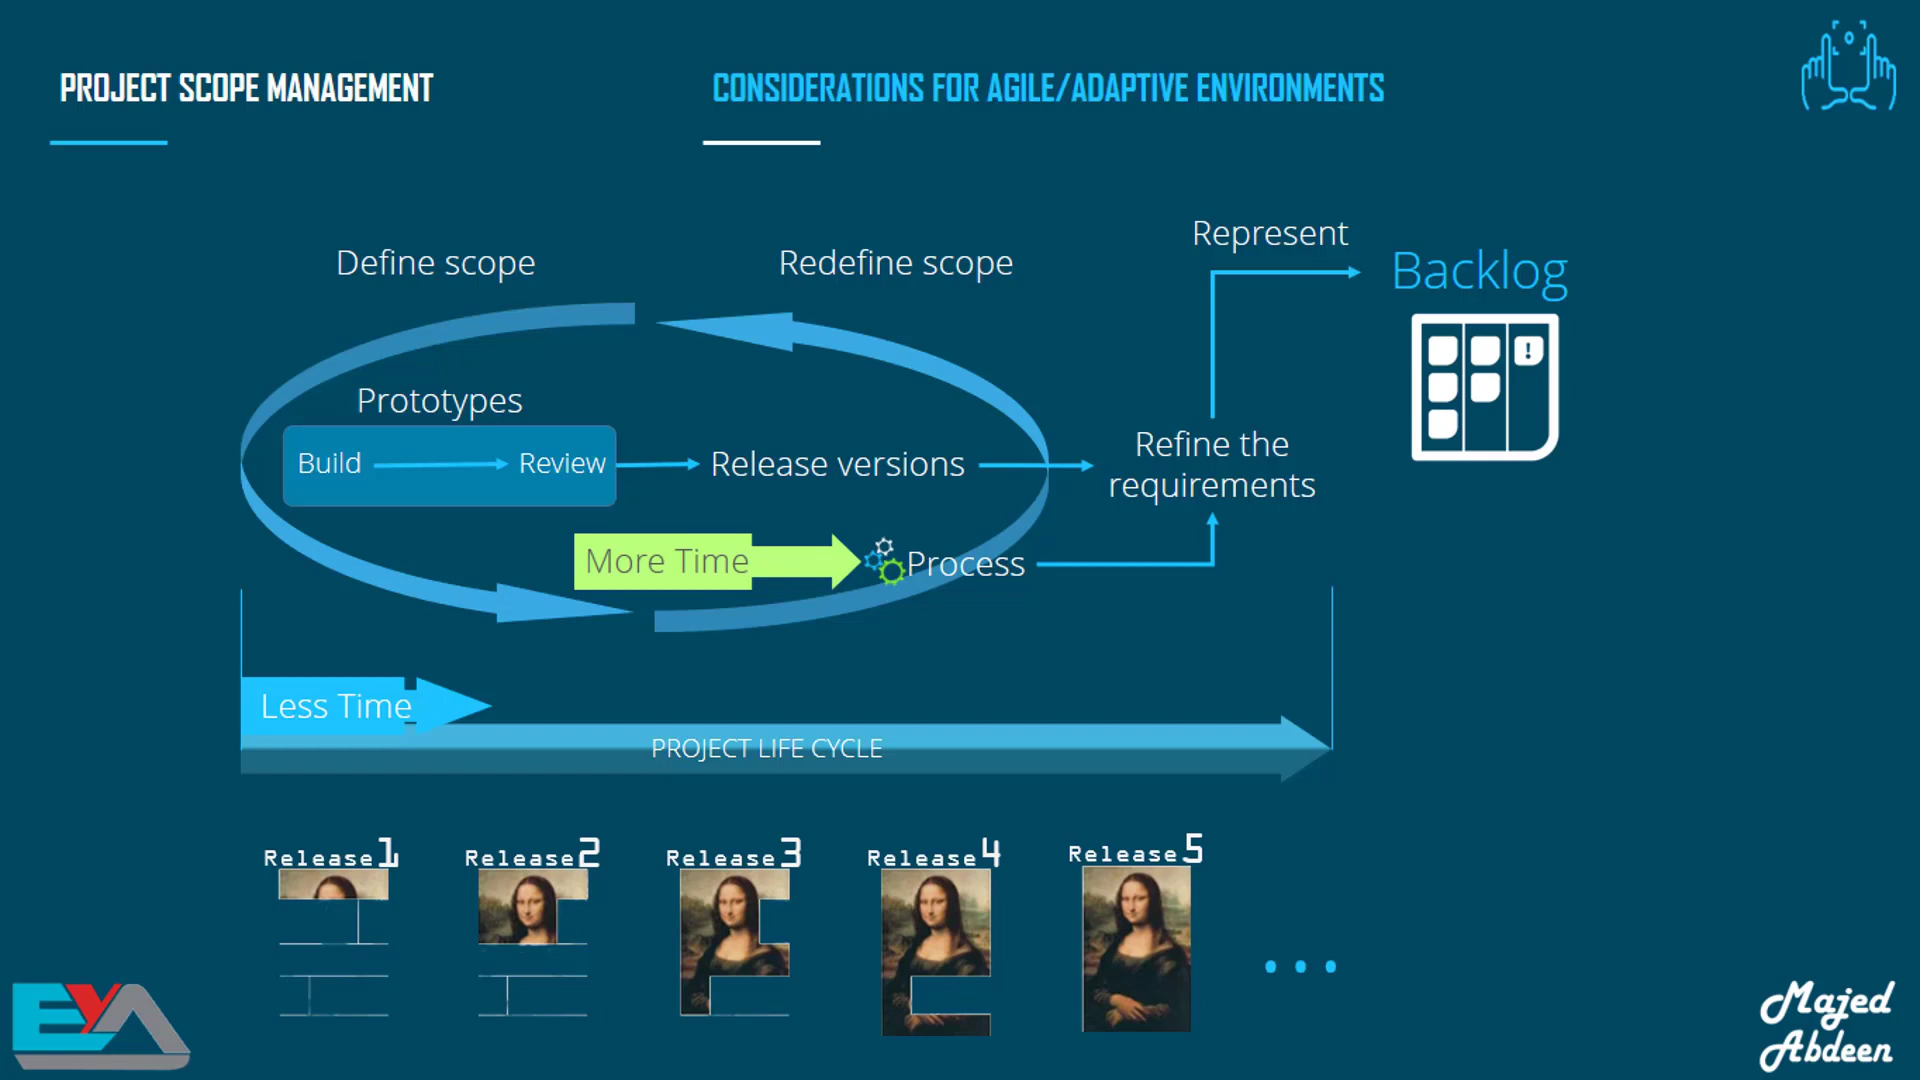 PROJECT SCOPE MANAGEMENT
CONSIDERATIONS FOR AGILE/ADAPTIVE ENVIRONMENTS
Define scope
Redefine scope
Represent
Backlog
!
Prototypes
Build
Review
Release versions
Refine the
requirements
More Time
Process
Less Time
PROJECT LIFE CYCLE
Release 1
Release 2
Release 3
Release 4
Release 5
...
EYA
Majed
Abdeen